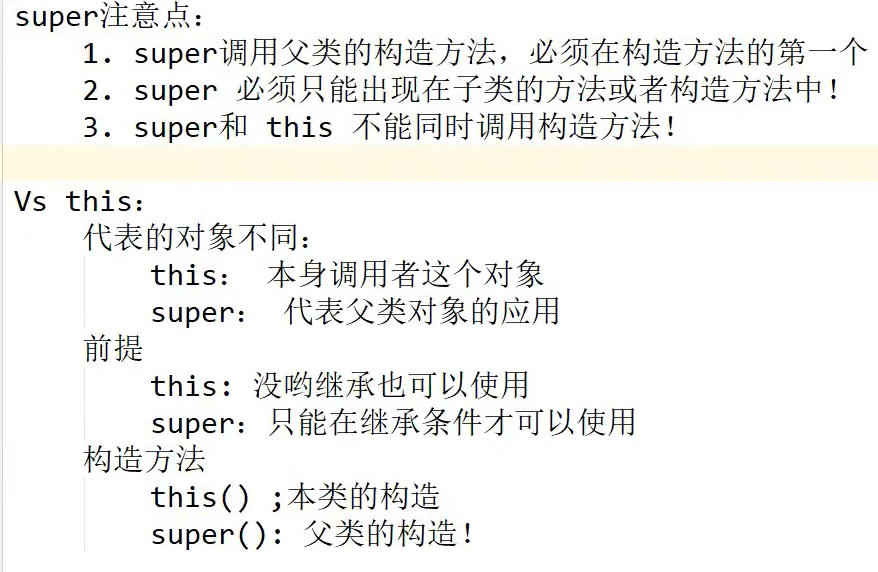 super注意点：
1. super调用父类的构造方法，必须在构造方法的第一个
2. super 必须只能出现在子类的方法或者构造方法中！
3. super和 this 不能同时调用构造方法！
Vs this：
代表的对象不同：
this： 本身调用者这个对象
super： 代表父类对象的应用
前提
this：没哟继承也可以使用
super：只能在继承条件才可以使用
构造方法
this() ;本类的构造
super()：父类的构造！